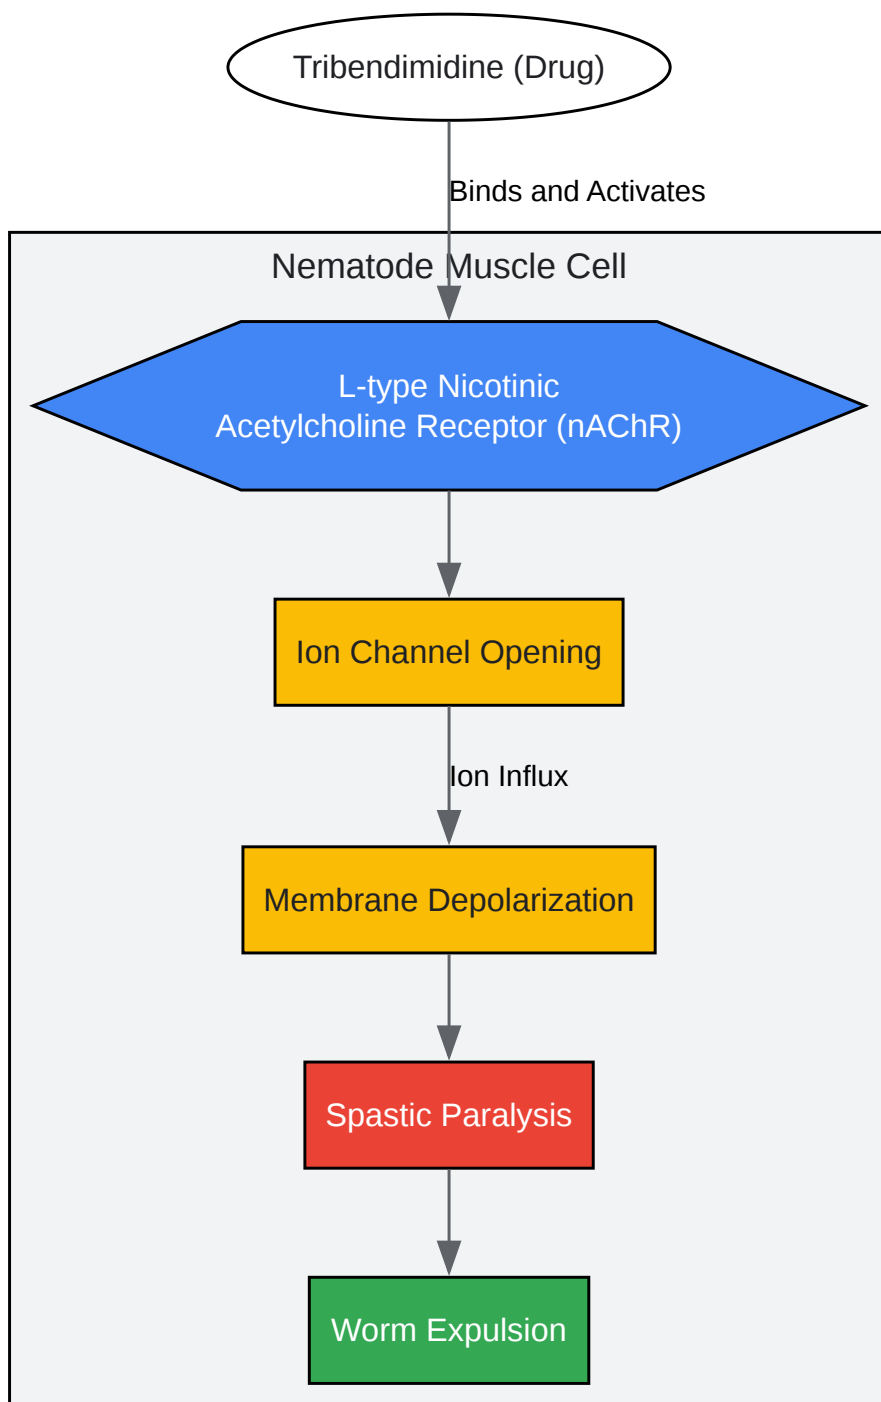 Tribendimidine (Drug)
Binds and Activates
Nematode Muscle Cell
L-type Nicotinic
Acetylcholine Receptor (nAChR)
Ion Channel Opening
Ion Influx
Membrane Depolarization
Spastic Paralysis
Worm Expulsion